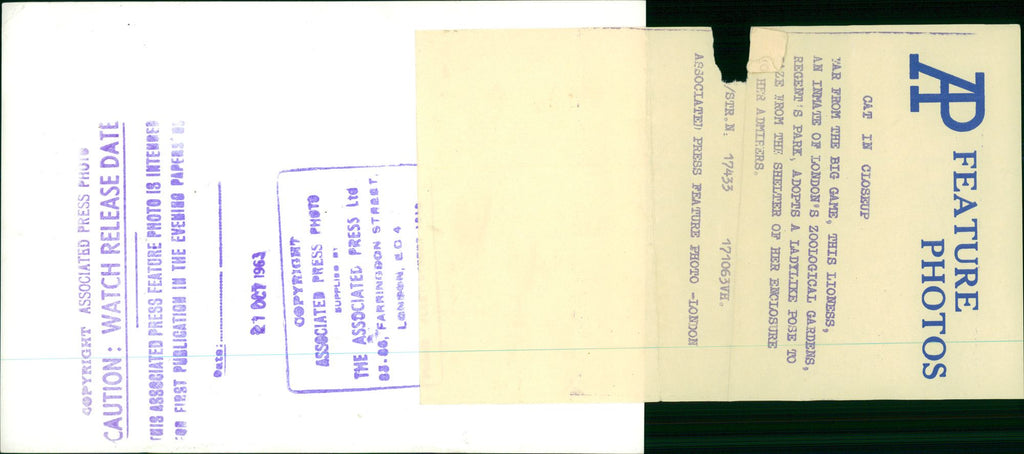 AP FEATURE
PHOTOS
CAT IN CLOSEUP
FAR FROM THE BIG GAME, THIS LIONESS,
AN INMATE OF LONDON'S ZOOLOGICAL GARDENS,
REGENT'S PARK, ADOPTS A LADYLIKE POSE TO
AZE FROM THE SHELTER OF HER ENCLOSURE
HER ADMIRERS.
/STR.N. 17433 171063VH.
ASSOCIATED PRESS FEATURE PHOTO -LONDON
COPYRIGHT
ASSOCIATED PRESS PHOTO
SUPPLIED BY
THE ASSOCIATED PRESS Ltd
83-86, FARRINGDON STREET.
LONDON, E C 4
21 OCT 1963
Date:
COPYRIGHT ASSOCIATED PRESS PHOTO
CAUTION: WATCH RELEASE DATE
THIS ASSOCIATED PRESS FEATURE PHOTO IS INTENDED
FOR FIRST PUBLICATION IN THE EVENING PAPERS OF